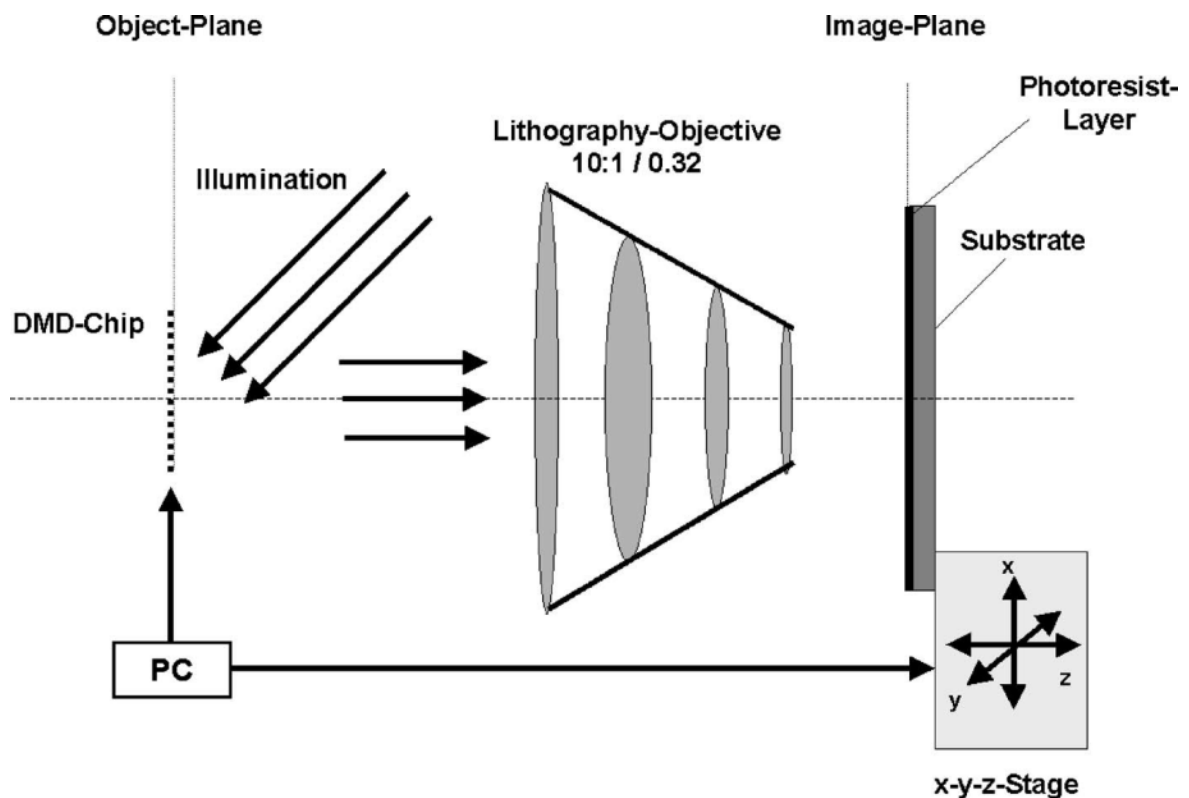 Object-Plane
Image-Plane
Photoresist-
Layer
Lithography-Objective
10:1 / 0.32
Illumination
Substrate
DMD-Chip
x
PC
y
z
x-y-z-Stage